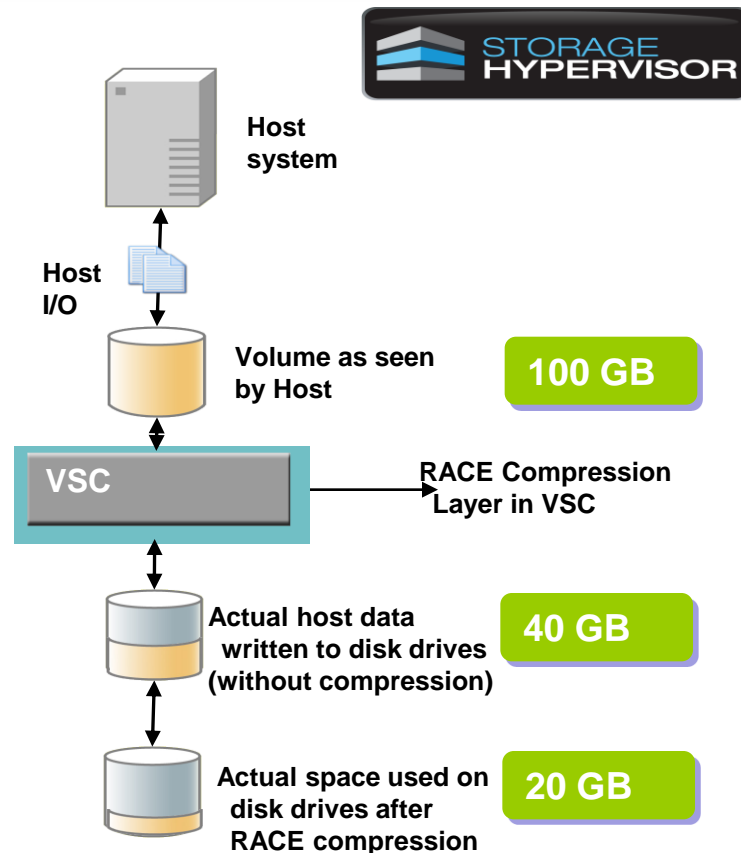 STORAGE
HYPERVISOR
Host
system
Host
I/O
Volume as seen
by Host
100 GB
VSC
RACE Compression
Layer in VSC
Actual host data
written to disk drives
(without compression)
40 GB
Actual space used on
disk drives after
RACE compression
20 GB